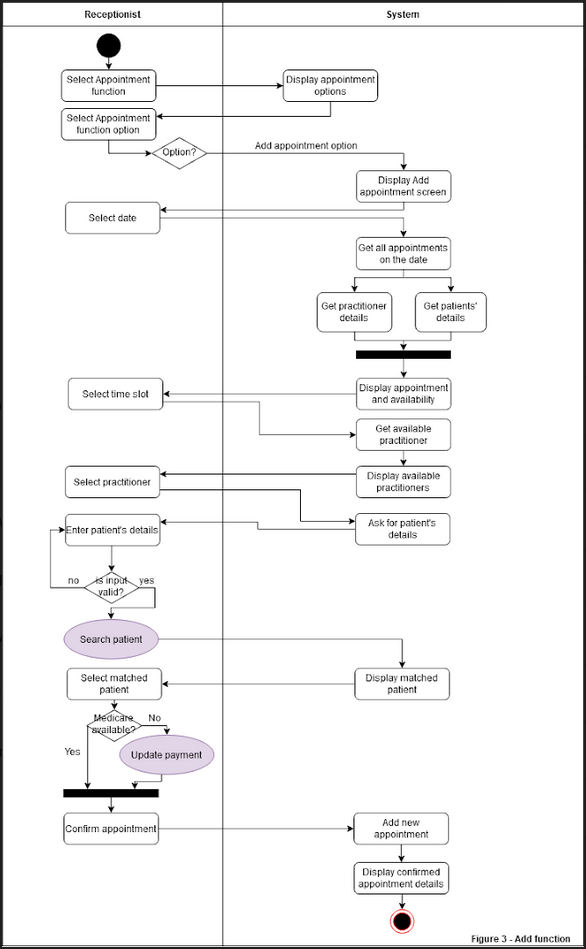 Receptionist
System
Select Appointment
function
Display appointment
options
Select Appointment
function option
Option?
Add appointment option
Display Add
appointment screen
Select date
Get all appointments
on the date
Get practitioner
details
Get patients'
details
Display appointment
and availability
Select time slot
Get available
practitioner
Display available
practitioners
Select practitioner
Ask for patient's
details
Enter patient's details
no
is input
valid?
yes
Search patient
Display matched
patient
Select matched
patient
Medicare
available?
No
Yes
Update payment
Confirm appointment
Add new
appointment
Display confirmed
appointment details
Figure 3 - Add function